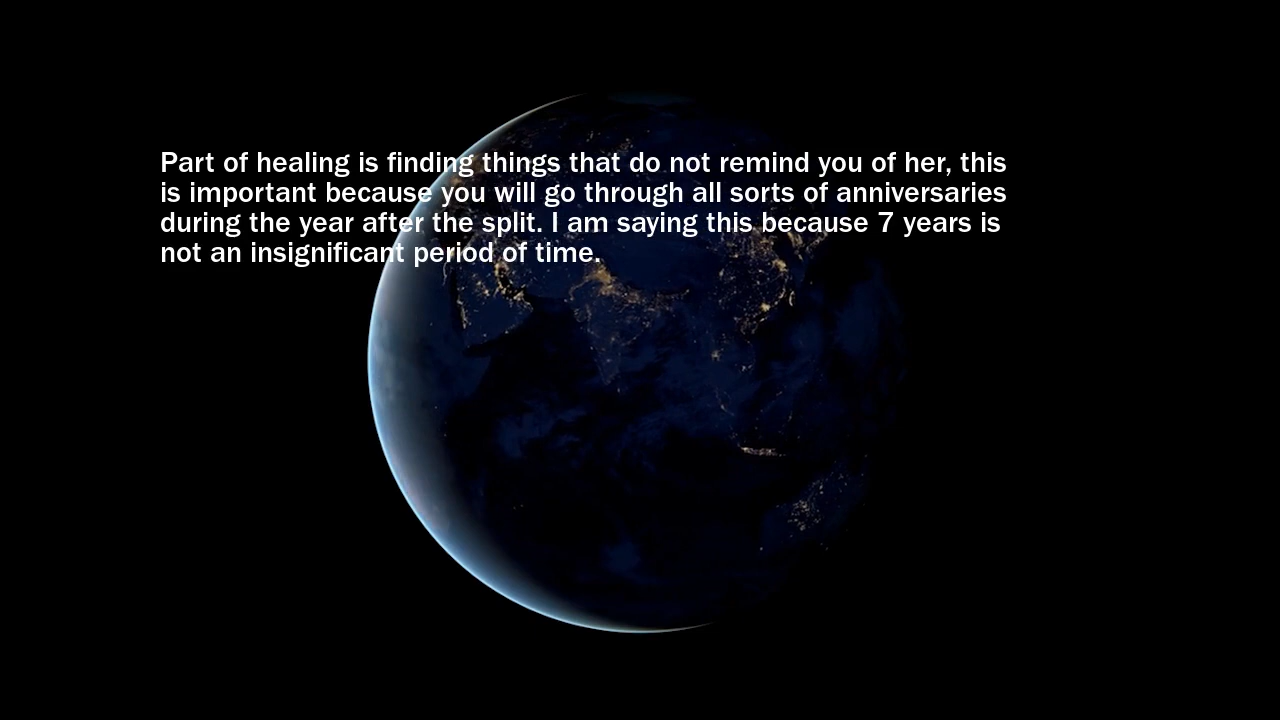 Part of healing is finding things that do not remind you of her, this
is important because you will go through all sorts of anniversaries
during the year after the split. I am saying this because 7 years is
not an insignificant period of time.